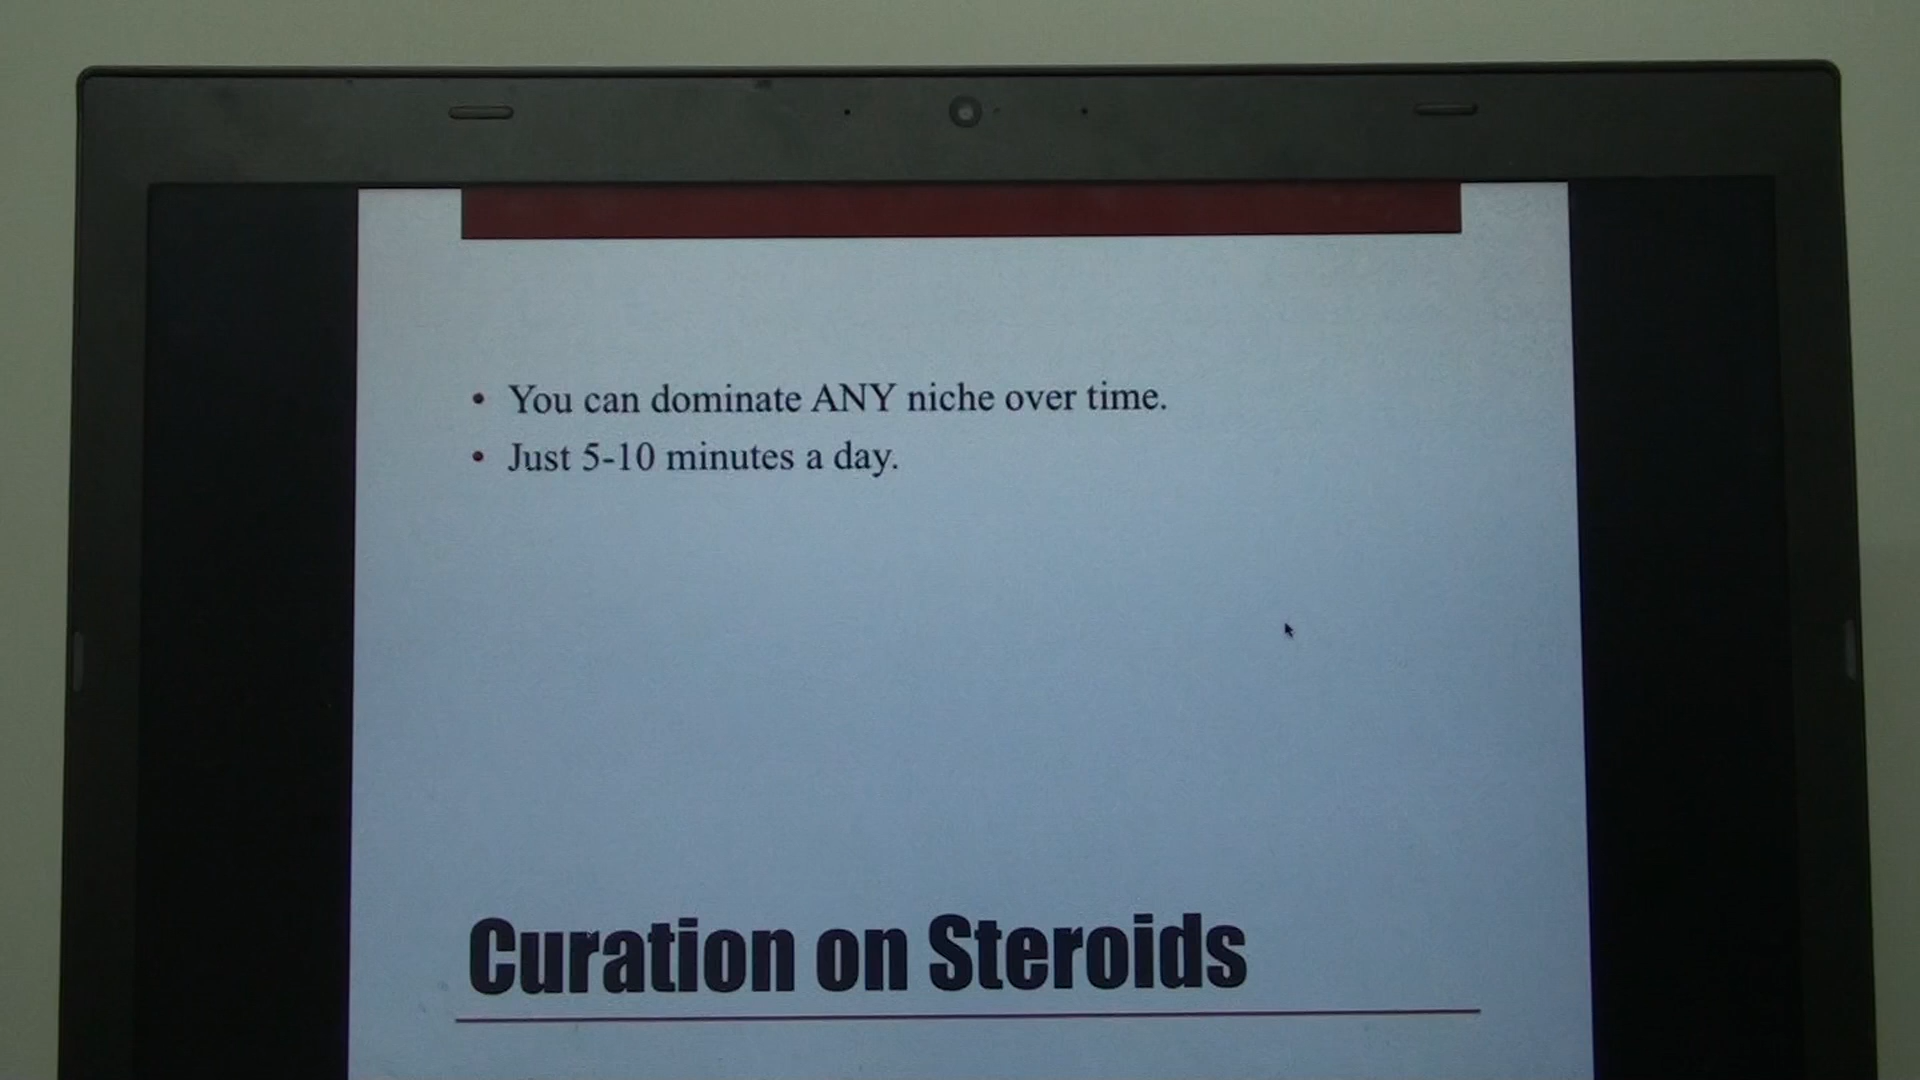 • You can dominate ANY niche over time.
• Just 5-10 minutes a day.
Curation on Steroids